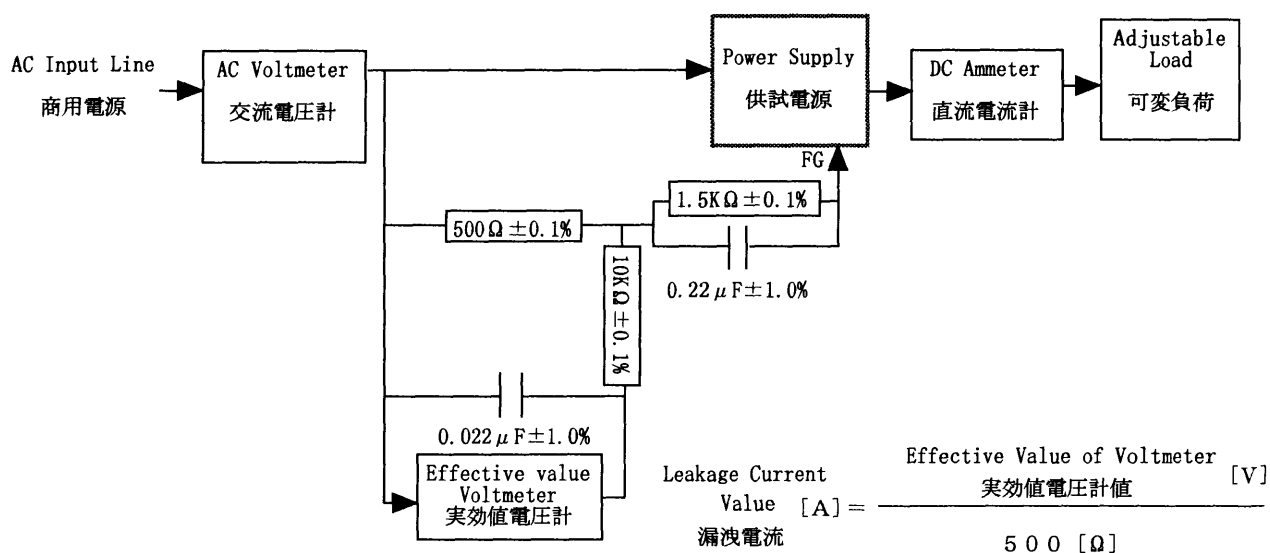 AC Input Line
商用電源
AC Voltmeter
交流電圧計
Power Supply
供試電源
DC Ammeter
直流電流計
Adjustable
Load
可変負荷
FG
1.5KΩ±0.1%
500Ω±0.1%
0.22μF±1.0%
10KΩ±0.1%
0.022μF±1.0%
Effective value
Voltmeter
実効値電圧計
Leakage Current
Value [A]=
漏洩電流
Effective Value of Voltmeter
実効値電圧計値 [V]
500 [Ω]